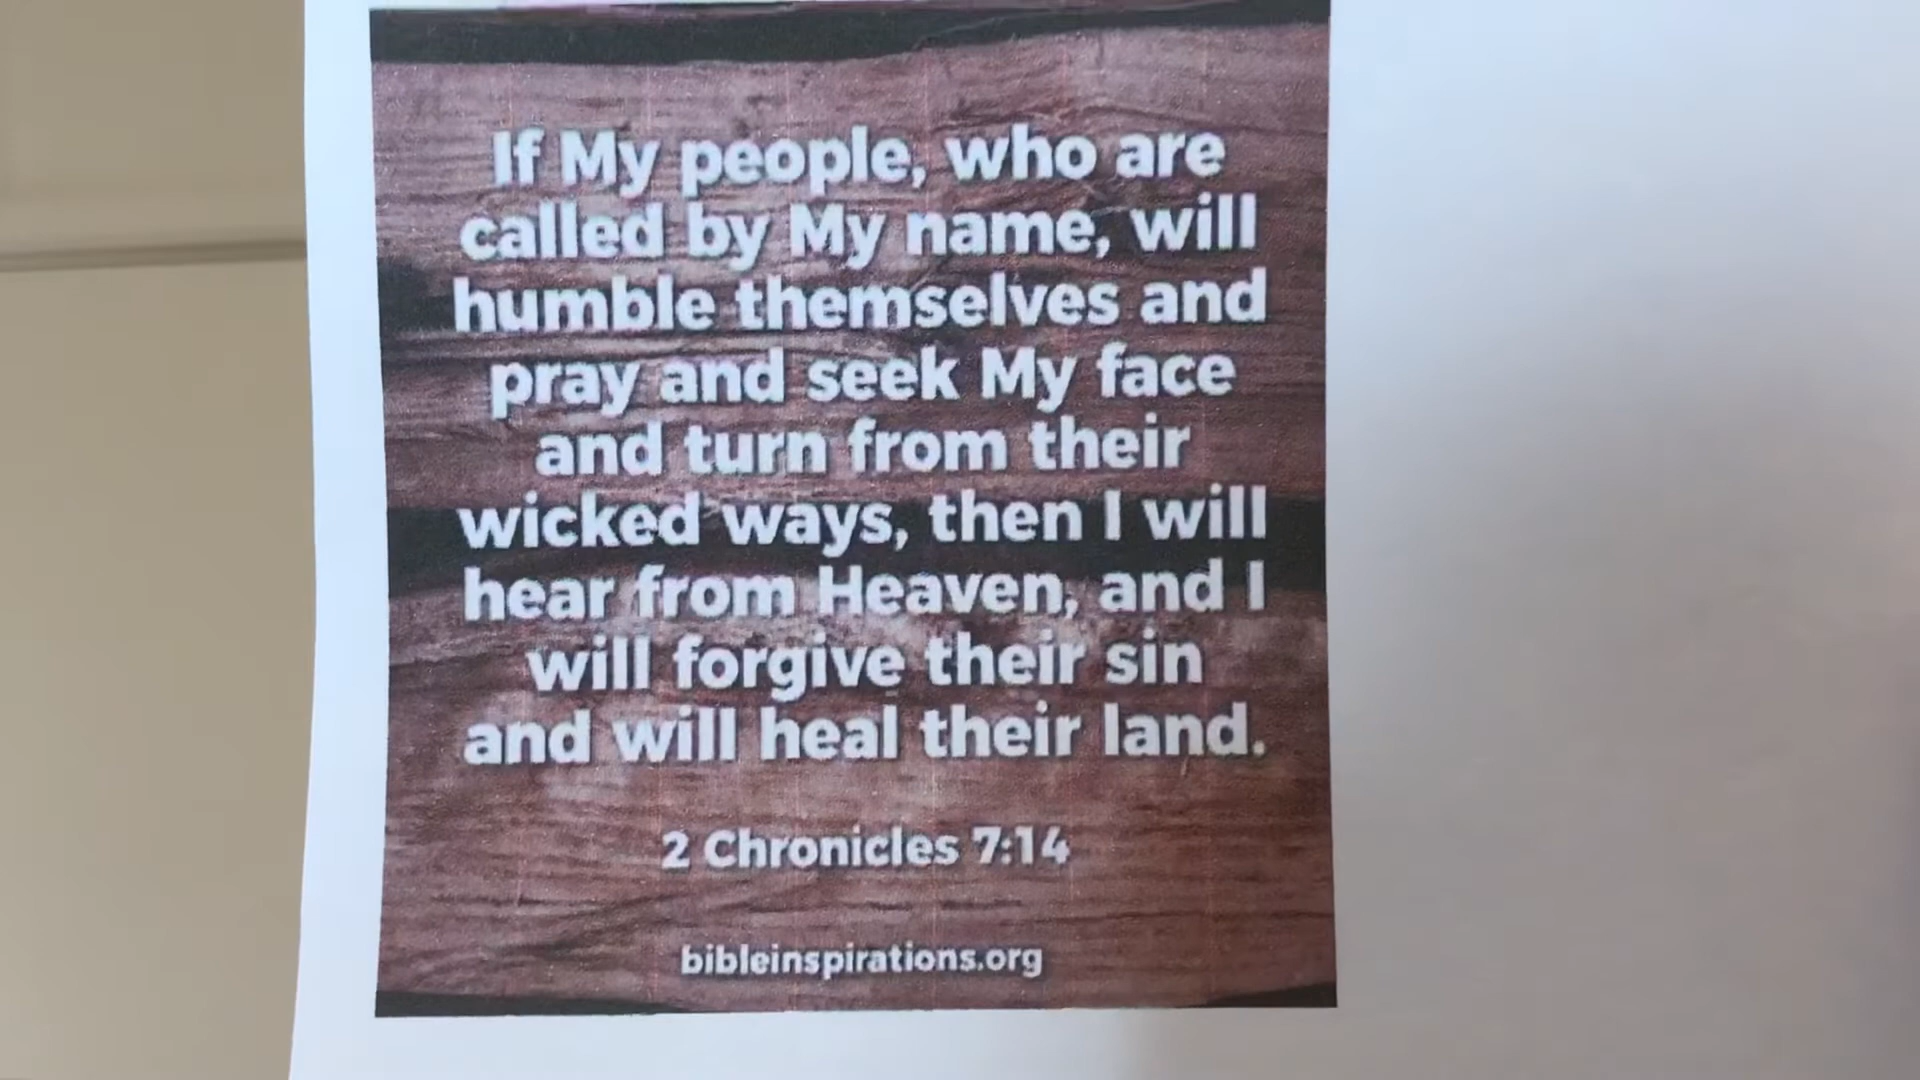 If My people, who are
called by My name, will
humble themselves and
pray and seek My face
and turn from their
wicked ways, then I will
hear from Heaven, and I
will forgive their sin
and will heal their land.
2 Chronicles 7:14
bibleinspirations.org